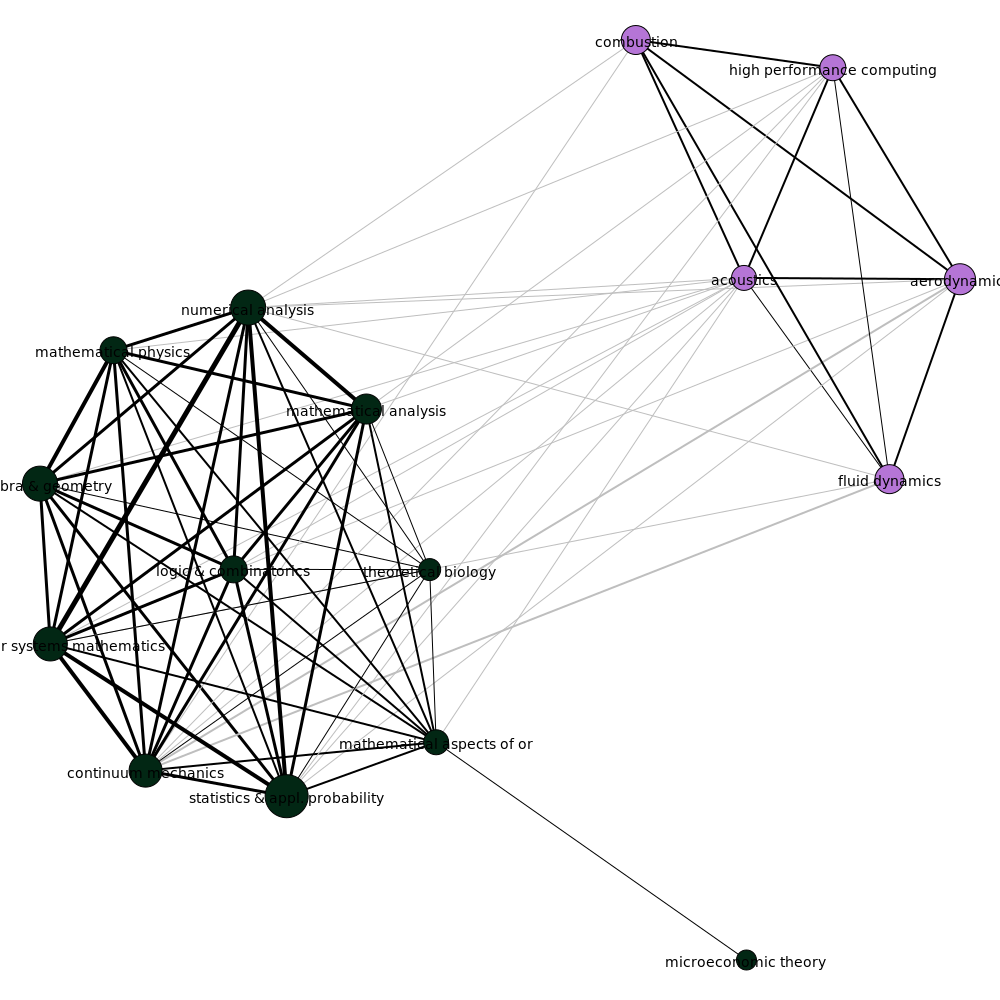 combustion
high performance computing
acoustics
aerodynamic
numerical analysis
mathematical physics
mathematical analysis
bra & geometry
fluid dynamics
logic & combinatorics
theoretical biology
r systems mathematics
mathematical aspects of or
continuum mechanics
statistics & appl. probability
microeconomic theory